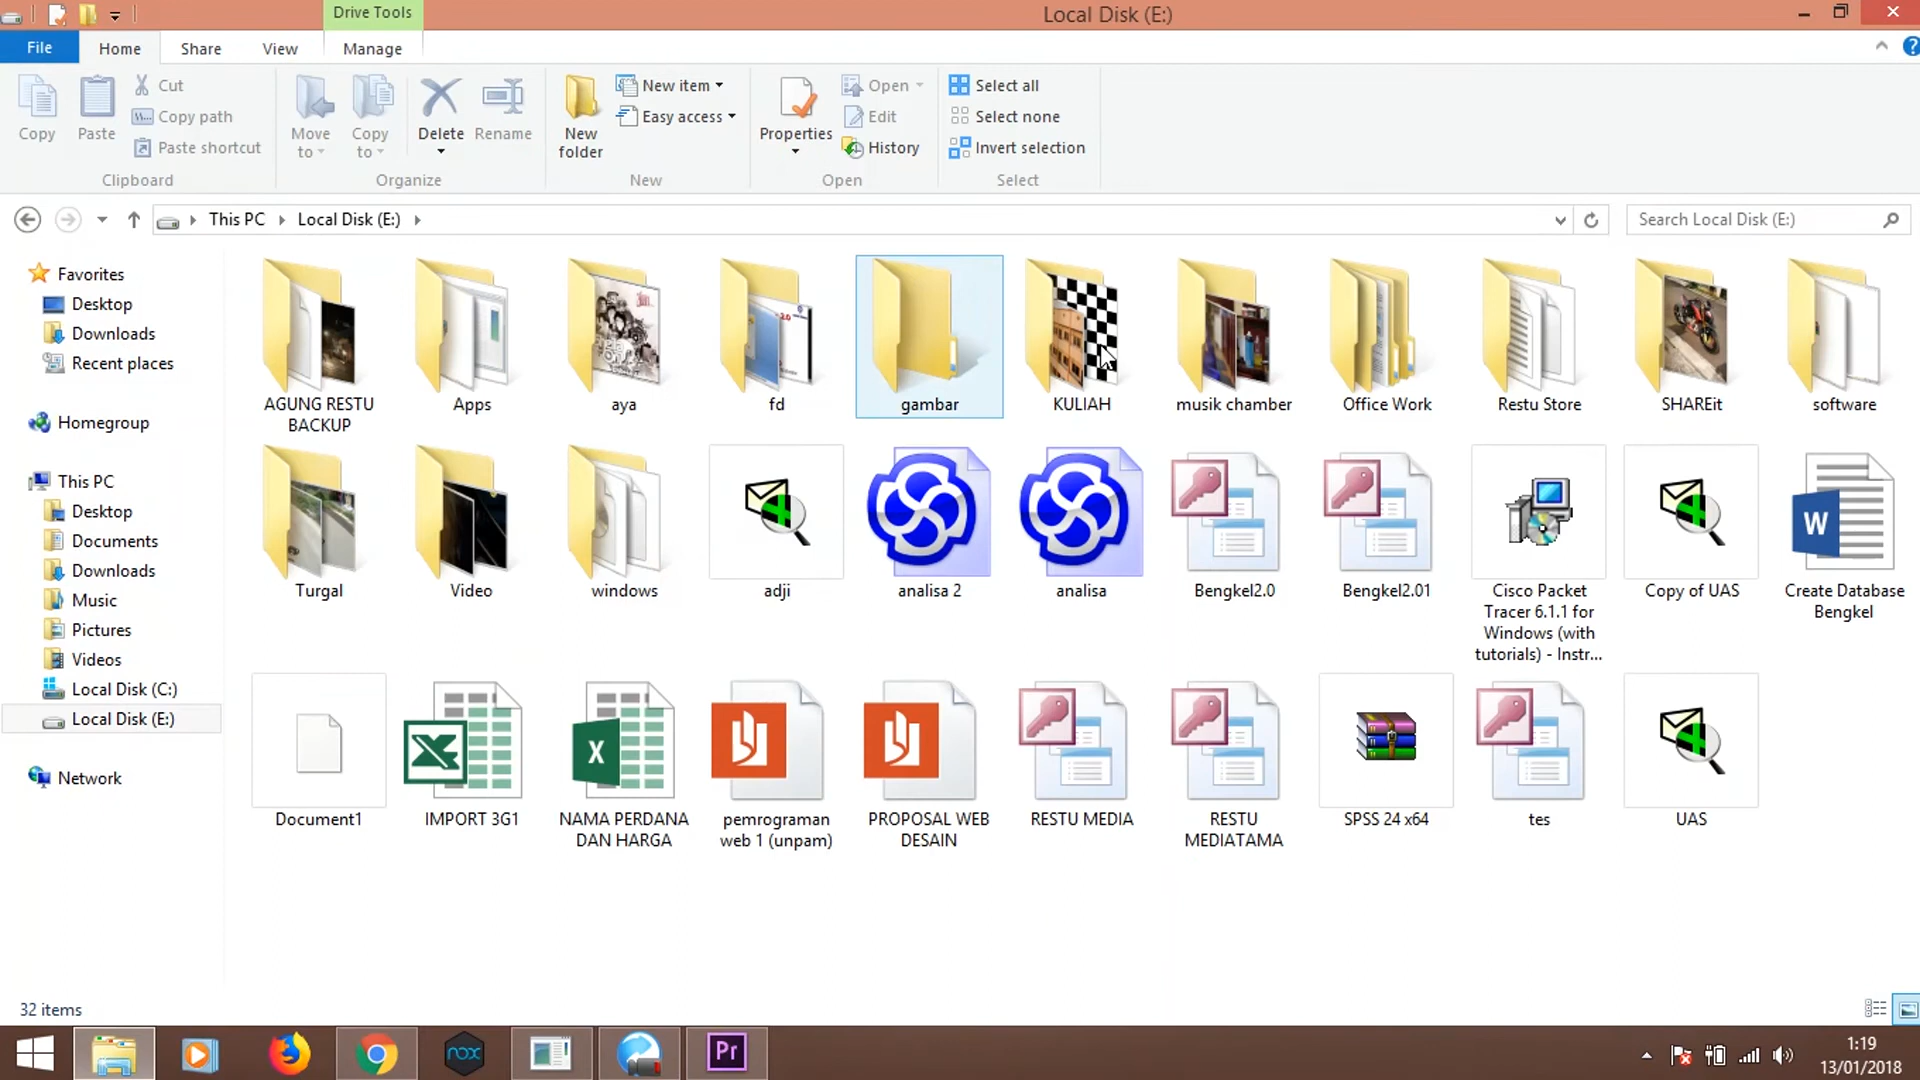 Drive Tools
Local Disk (E:)
File
Home
Share
View
Manage
Copy
Paste
Cut
Copy path
Paste shortcut
Clipboard
Move to
Copy to
Delete
Rename
Organize
New folder
New item
Easy access
New
Properties
Open
Edit
History
Open
Select all
Select none
Invert selection
Select
This PC
Local Disk (E:)
Search Local Disk (E:)
Favorites
Desktop
Downloads
Recent places
Homegroup
This PC
Desktop
Documents
Downloads
Music
Pictures
Videos
Local Disk (C:)
Local Disk (E:)
Network
AGUNG RESTU
BACKUP
Apps
aya
fd
gambar
KULIAH
musik chamber
Office Work
Restu Store
SHAREit
software
Turgal
Video
windows
adji
analisa 2
analisa
Bengkel2.0
Bengkel2.01
Cisco Packet
Tracer 6.1.1 for
Windows (with
tutorials) - Instr...
Copy of UAS
Create Database
Bengkel
Document1
IMPORT 3G1
NAMA PERDANA
DAN HARGA
pemrograman
web 1 (unpam)
PROPOSAL WEB
DESAIN
RESTU MEDIA
RESTU
MEDIATAMA
SPSS 24 x64
tes
UAS
32 items
nox
Pr
1:19
13/01/2018